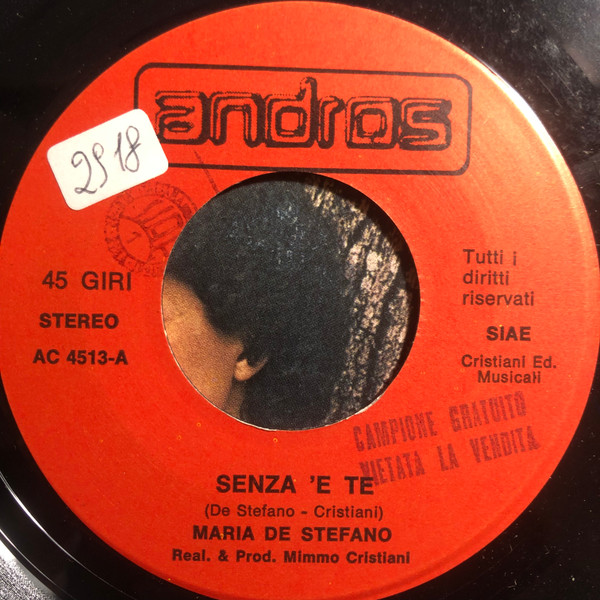 andros
2918
45 GIRI
STEREO
AC 4513-A
Tutti i
diritti
riservati
SIAE
Cristiani Ed.
Musicali
CAMPIONE GRATUITO
VIETATA LA VENDITA
SENZA 'E TE
(De Stefano - Cristiani)
MARIA DE STEFANO
Real. & Prod. Mimmo Cristiani